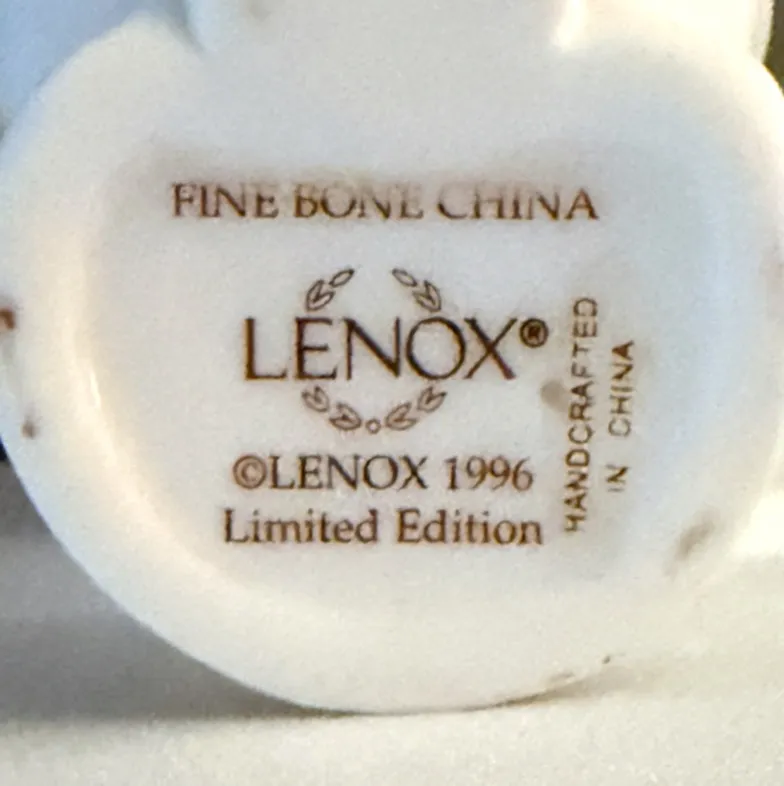 FINE BONE CHINA
LENOX®
©LENOX 1996
Limited Edition
HANDCRAFTED
IN CHINA